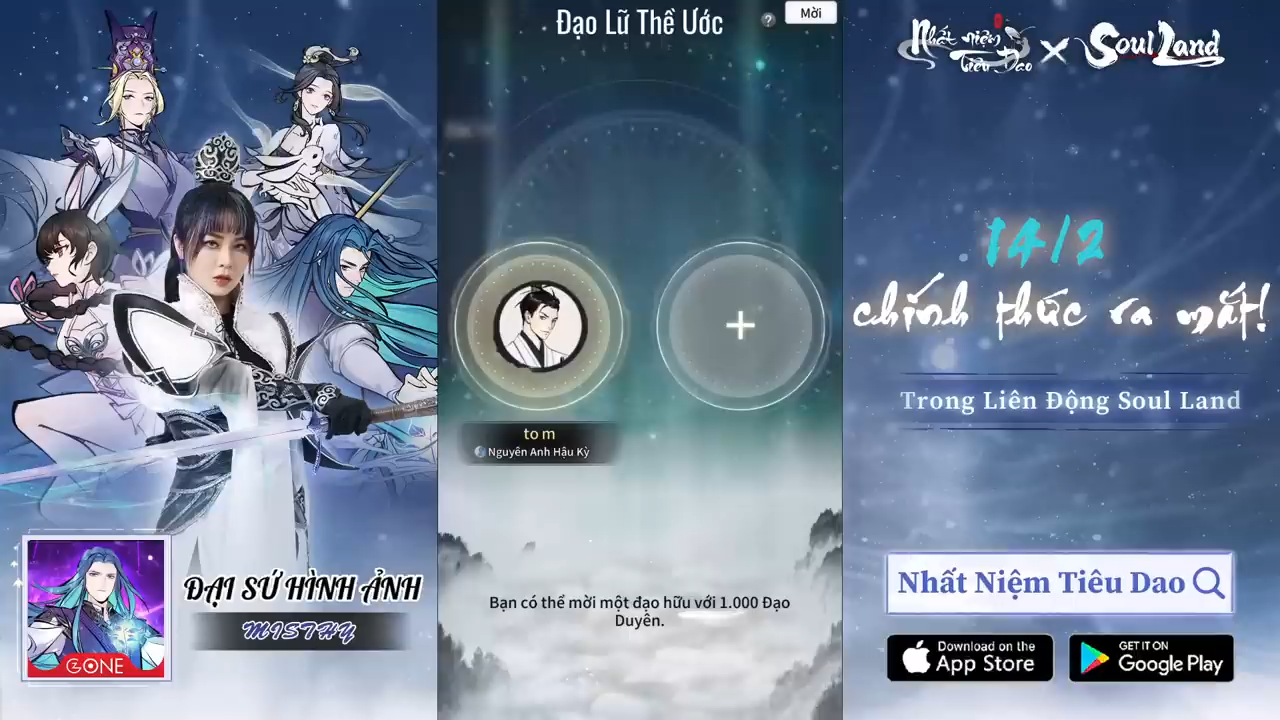 ĐẠI SỨ HÌNH ẢNH
MISTHY
GONE
Đạo Lữ Thề Ước
?
Mời
to m
Nguyên Anh Hậu Kỳ
Bạn có thể mời một đạo hữu với 1.000 Đạo
Duyên.
Nhất niệm
Tiêu Dao
X
Soul Land
14/2
chính thức ra mắt!
Trong Liên Động Soul Land
Nhất Niệm Tiêu Dao
Download on the
App Store
GET IT ON
Google Play